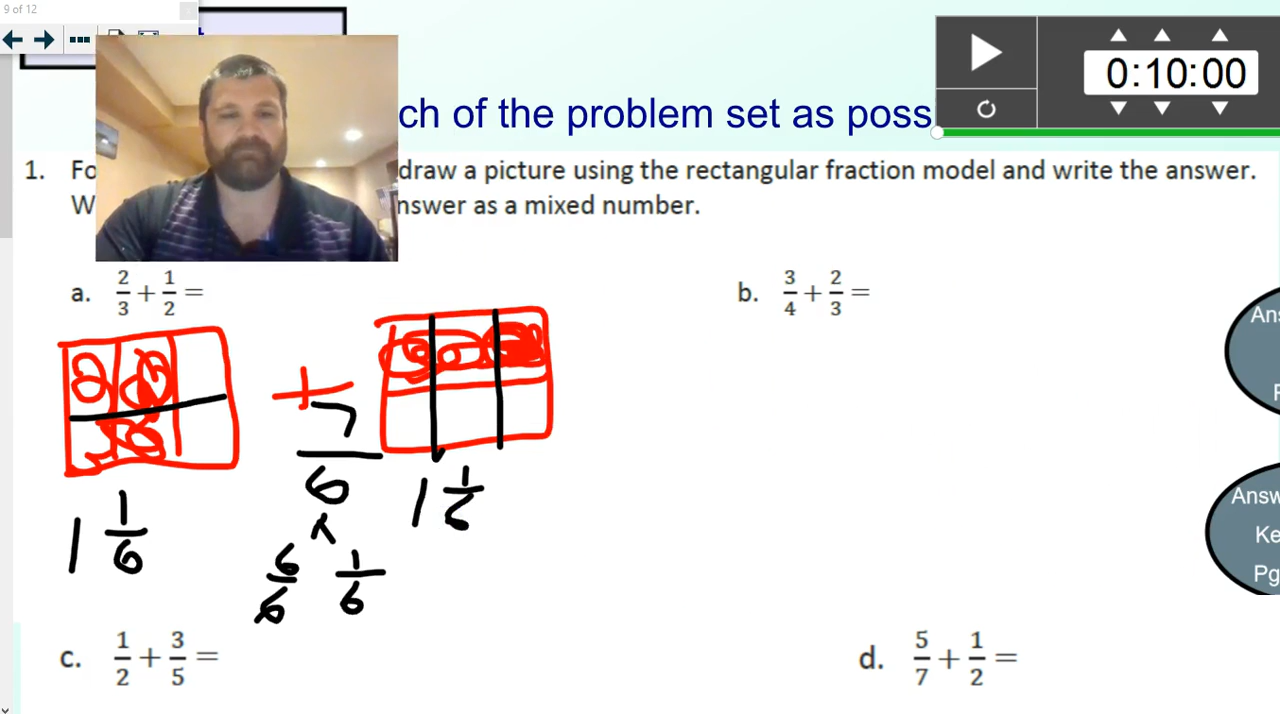 9 of 12
0:10:00
ch of the problem set as poss
1. Fo draw a picture using the rectangular fraction model and write the answer.
W nswer as a mixed number.
a. 2/3 + 1/2 =
b. 3/4 + 2/3 =
+
7/6
1 1/6
1 1/6
6/6 1/6
Ans
Answ
Ke
Pg
c. 1/2 + 3/5 =
d. 5/7 + 1/2 =